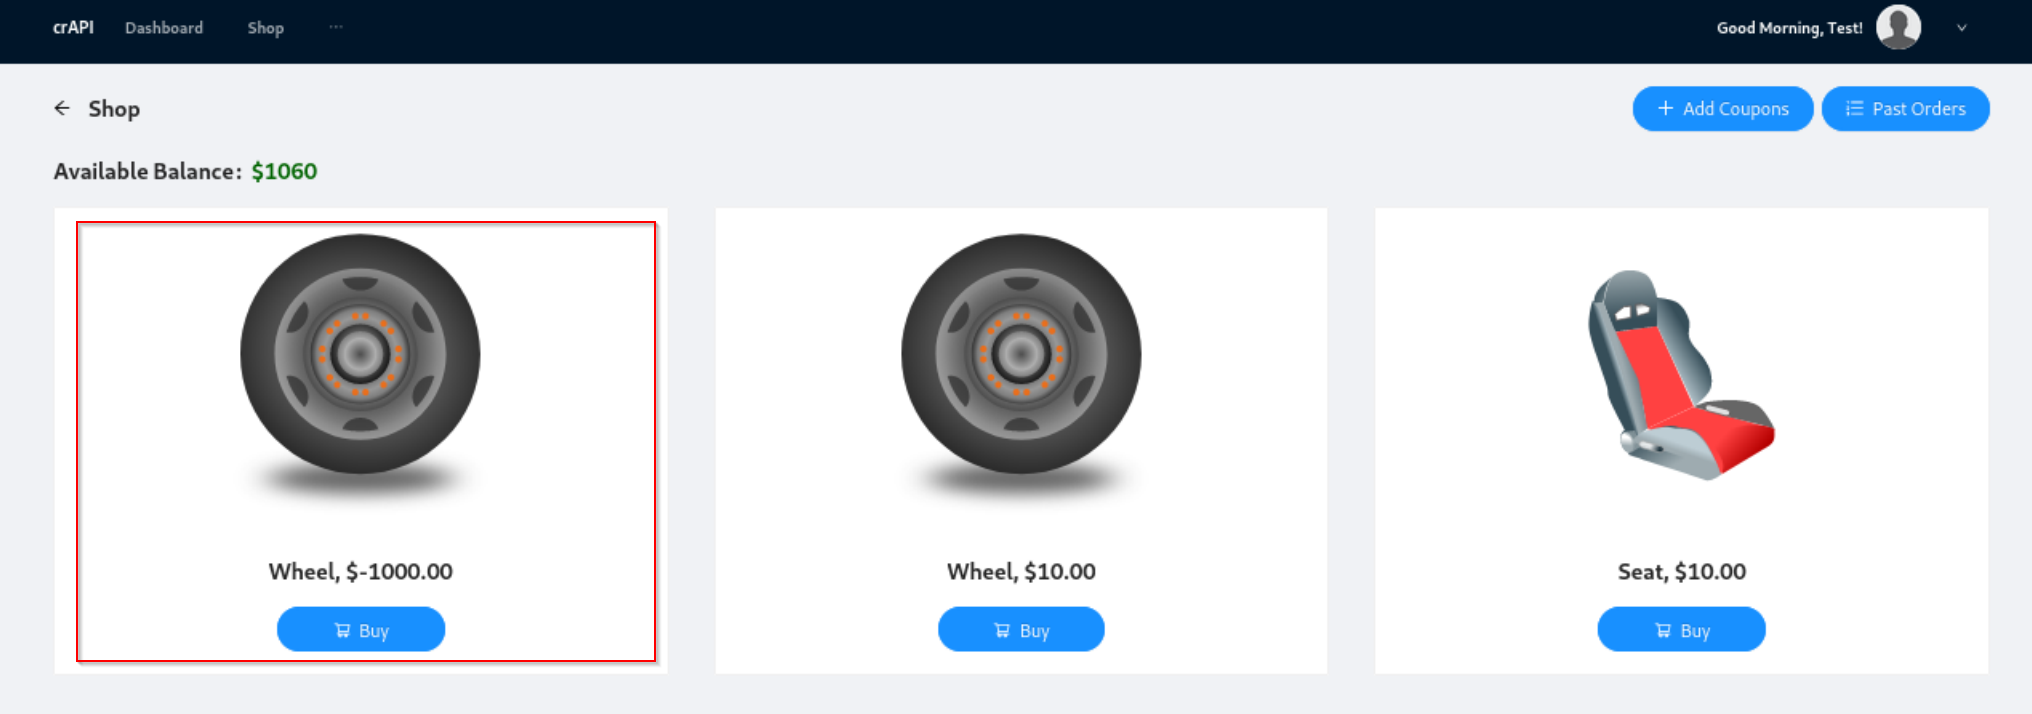 crAPI Dashboard Shop ··· Good Morning, Test!
Shop + Add Coupons Past Orders
Available Balance: $1060
Wheel, $-1000.00 Wheel, $10.00 Seat, $10.00
Buy Buy Buy